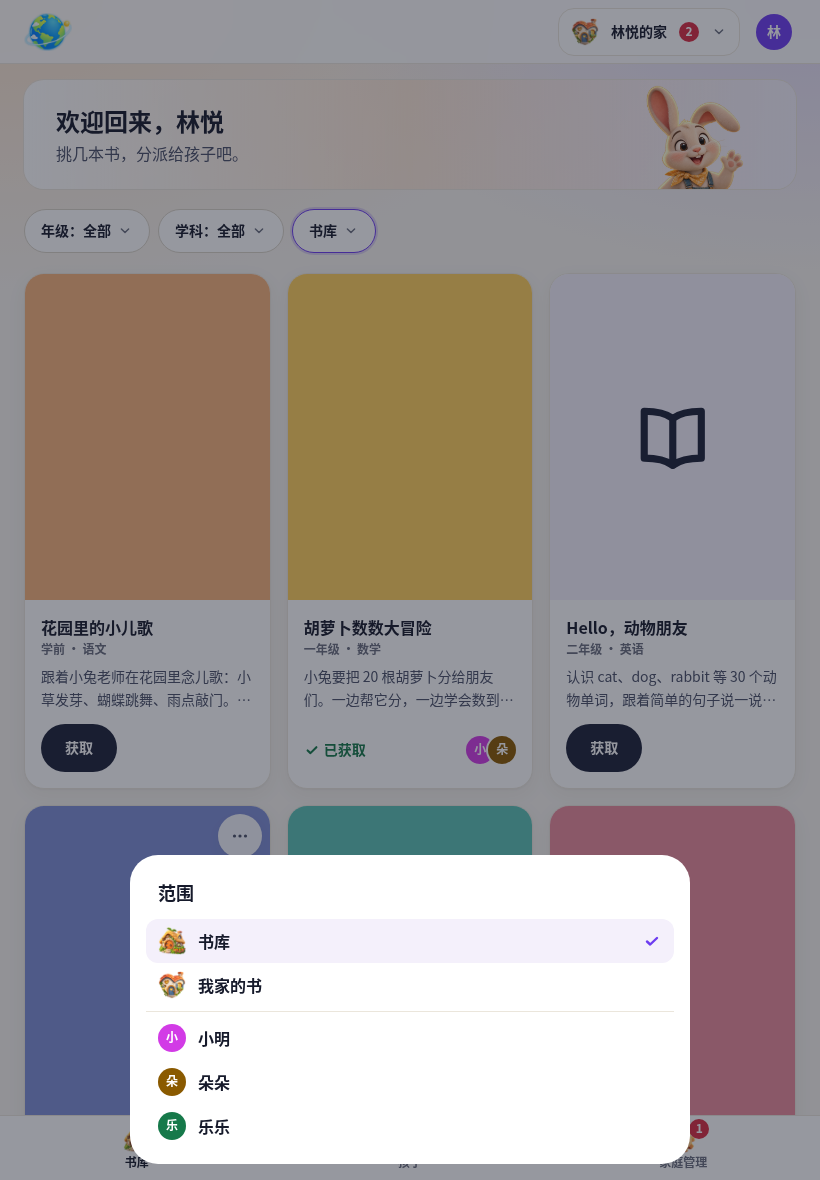 林悦的家 2
林
欢迎回来，林悦
挑几本书，分派给孩子吧。
年级：全部
学科：全部
书库
花园里的小儿歌
学前 · 语文
跟着小兔老师在花园里念儿歌：小
草发芽、蝴蝶跳舞、雨点敲门。…
获取
胡萝卜数数大冒险
一年级 · 数学
小兔要把 20 根胡萝卜分给朋友
们。一边帮它分，一边学会数到…
已获取
小 朵
Hello，动物朋友
二年级 · 英语
认识 cat、dog、rabbit 等 30 个动
物单词，跟着简单的句子说一说…
获取
范围
书库
我家的书
小 小明
朵 朵朵
乐 乐乐
书库
孩子
家庭管理
1